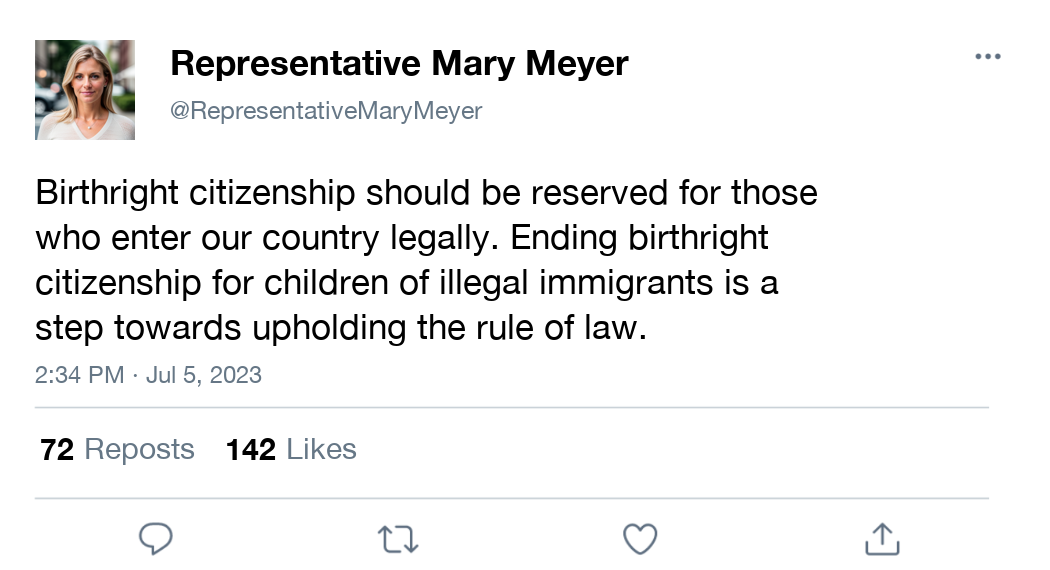 Representative Mary Meyer
@RepresentativeMaryMeyer
Birthright citizenship should be reserved for those
who enter our country legally. Ending birthright
citizenship for children of illegal immigrants is a
step towards upholding the rule of law.
2:34 PM · Jul 5, 2023
72 Reposts 142 Likes